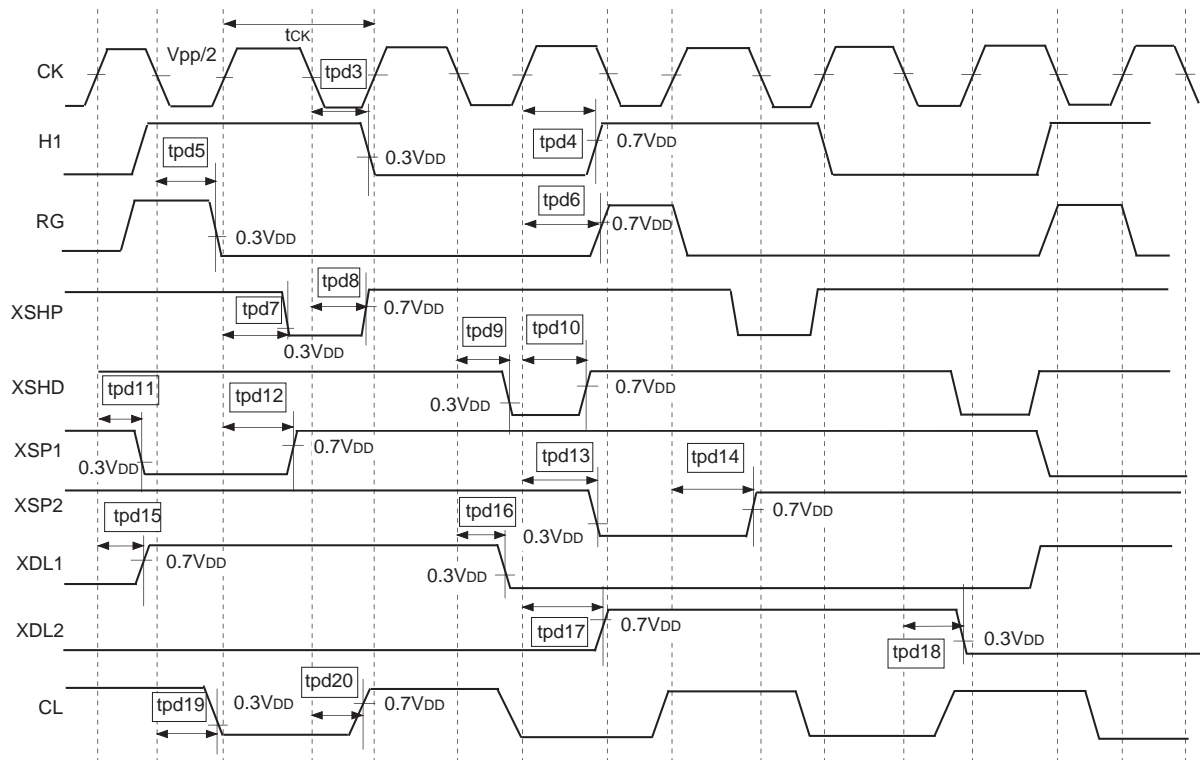 tCK
CK
Vpp/2
tpd3
H1
tpd5
0.3VDD
tpd4
0.7VDD
RG
0.3VDD
tpd6
0.7VDD
XSHP
tpd7
0.3VDD
tpd8
0.7VDD
tpd9
tpd10
XSHD
tpd11
tpd12
0.3VDD
0.7VDD
XSP1
0.3VDD
0.7VDD
tpd13
tpd14
XSP2
tpd15
tpd16
0.3VDD
0.7VDD
XDL1
0.7VDD
0.3VDD
XDL2
tpd17
0.7VDD
tpd18
0.3VDD
CL
tpd19
0.3VDD
tpd20
0.7VDD